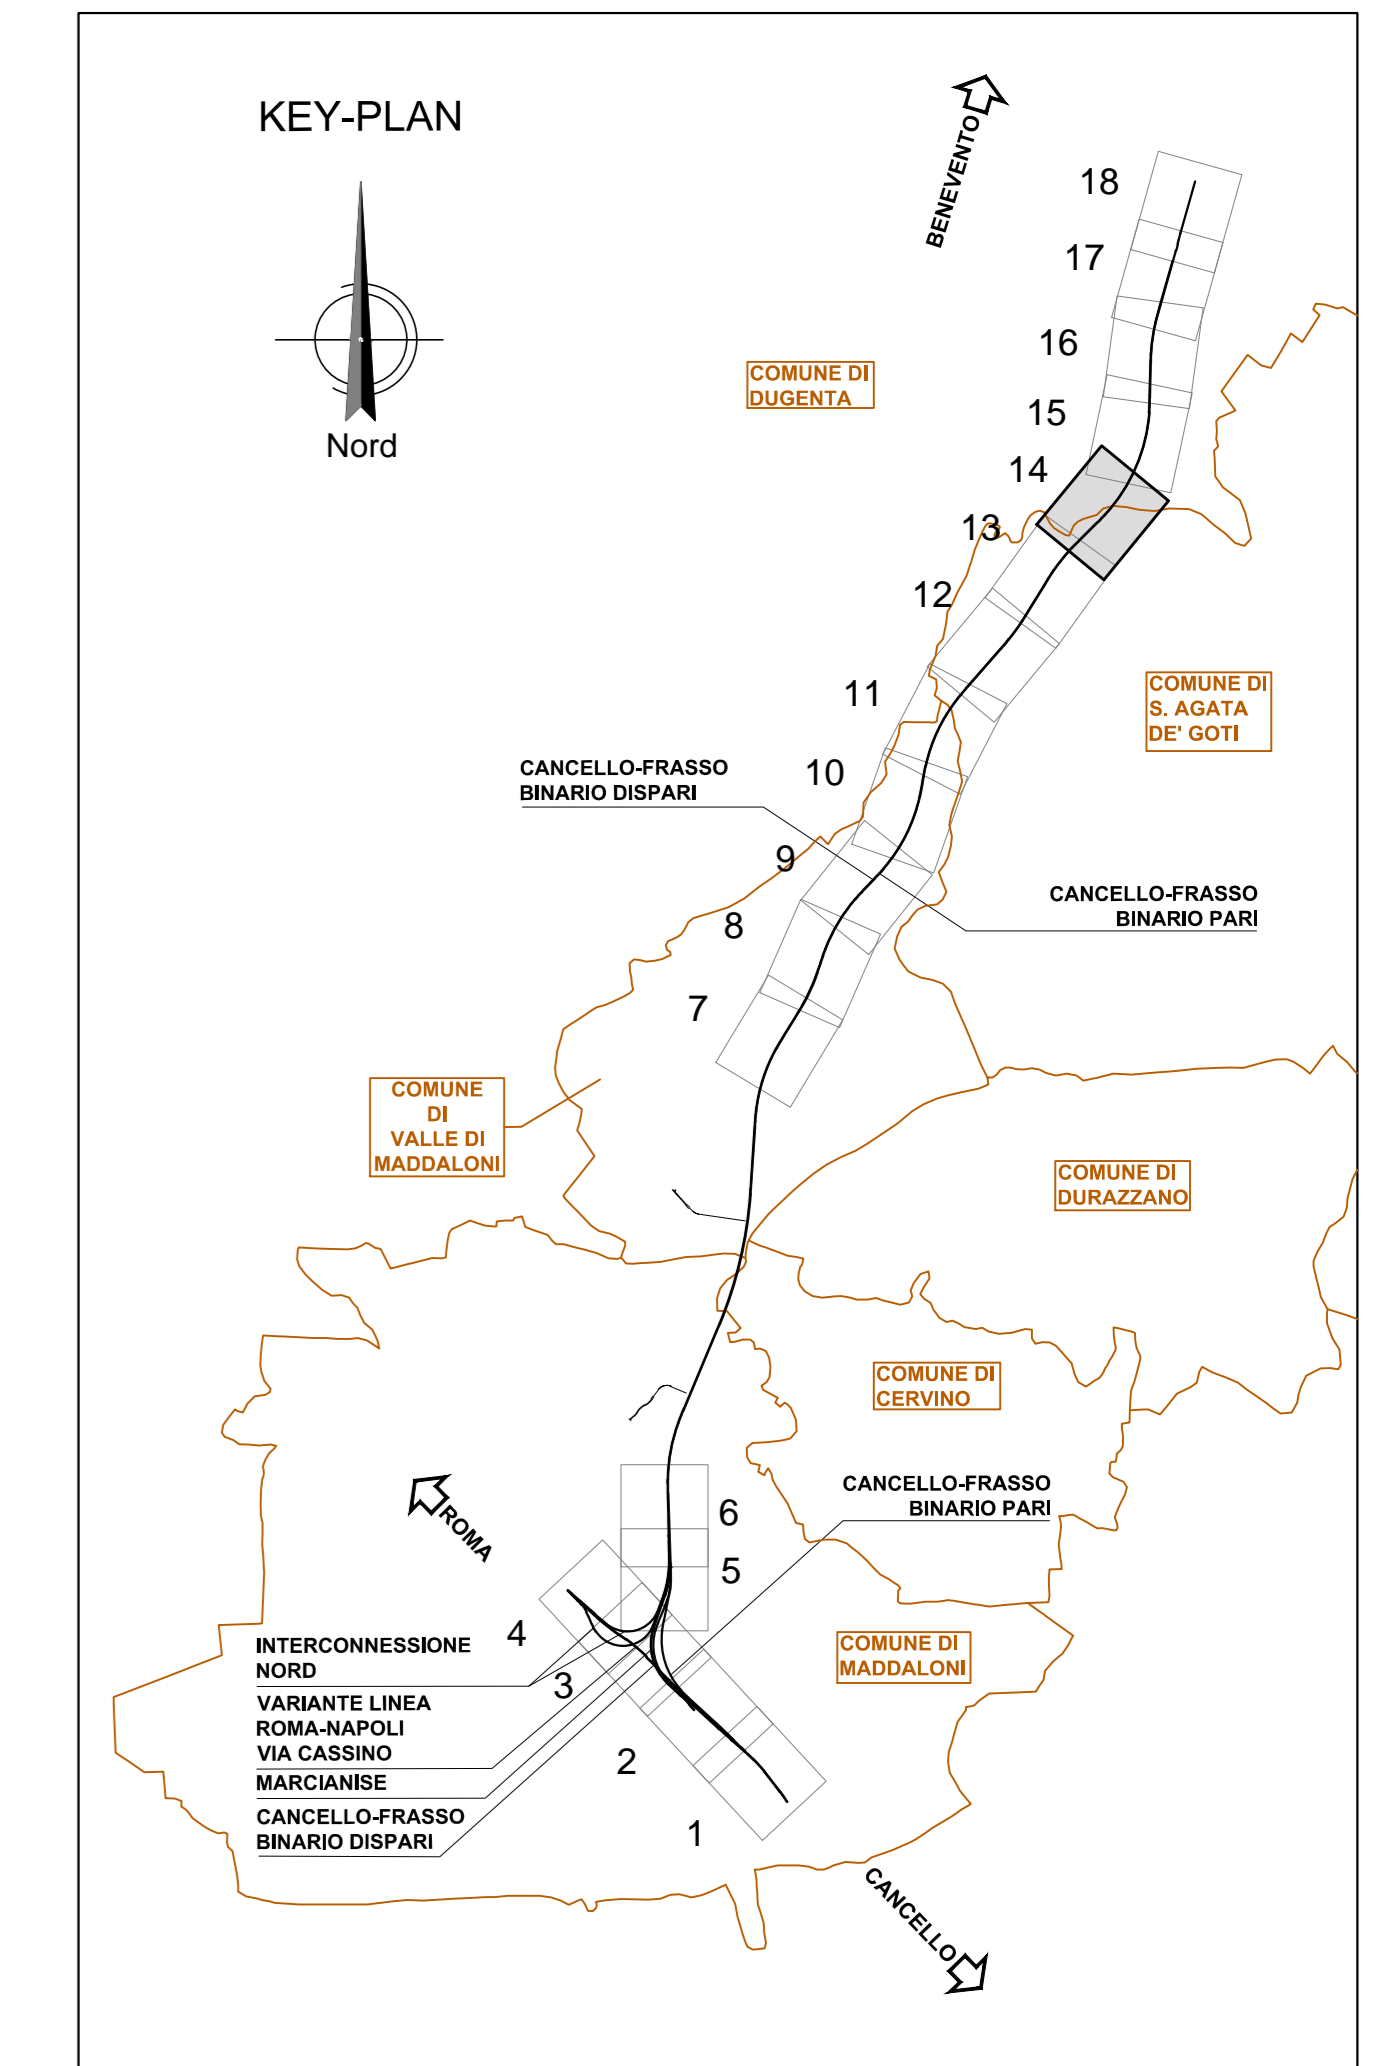 KEY-PLAN
Nord
BENEVENTO
18
17
16
15
14
13
12
11
10
9
8
7
COMUNE DI
DUGENTA
COMUNE DI
S. AGATA
DE' GOTI
CANCELLO-FRASSO
BINARIO DISPARI
CANCELLO-FRASSO
BINARIO PARI
COMUNE
DI
VALLE DI
MADDALONI
COMUNE DI
DURAZZANO
COMUNE DI
CERVINO
CANCELLO-FRASSO
BINARIO PARI
ROMA
6
5
4
3
2
1
INTERCONNESSIONE
NORD
VARIANTE LINEA
ROMA-NAPOLI
VIA CASSINO
MARCIANISE
CANCELLO-FRASSO
BINARIO DISPARI
COMUNE DI
MADDALONI
CANCELLO